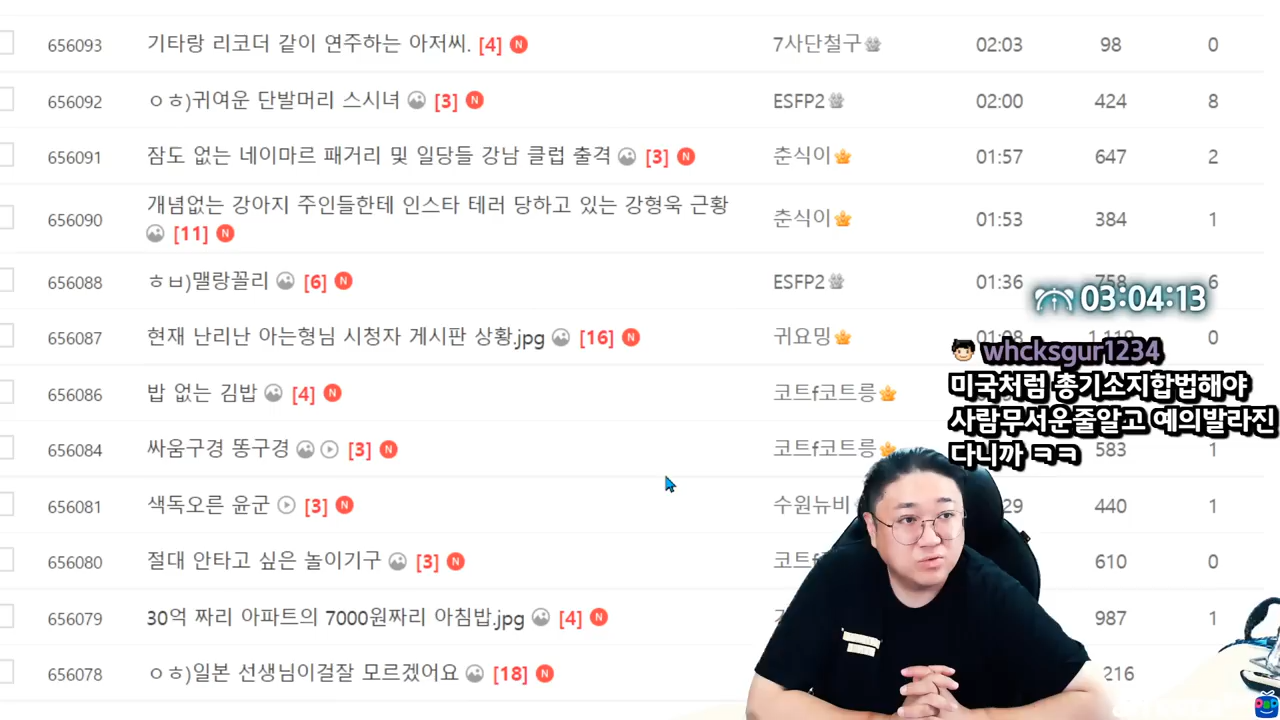 656093 기타랑 리코더 같이 연주하는 아저씨. [4] N 7사단철구 02:03 98 0
656092 ㅇㅎ)귀여운 단발머리 스시녀 [3] N ESFP2 02:00 424 8
656091 잠도 없는 네이마르 패거리 및 일당들 강남 클럽 출격 [3] N 춘식이 01:57 647 2
656090 개념없는 강아지 주인들한테 인스타 테러 당하고 있는 강형욱 근황
[11] N 춘식이 01:53 384 1
656088 ㅎㅂ)맬랑꼴리 [6] N ESFP2 01:36 758 6
03:04:13
656087 현재 난리난 아는형님 시청자 게시판 상황.jpg [16] N 귀요밍 01:08 1,119 0
whcksgur1234
미국처럼 총기소지합법해야
사람무서운줄알고 예의발라진
다니까 ㅋㅋ
656086 밥 없는 김밥 [4] N 코트f코트릉
656084 싸움구경 똥구경 [3] N 코트f코트릉 583 1
656081 색독오른 윤군 [3] N 수원뉴비 29 440 1
656080 절대 안타고 싶은 놀이기구 [3] N 코트f 610 0
656079 30억 짜리 아파트의 7000원짜리 아침밥.jpg [4] N 987 1
656078 ㅇㅎ)일본 선생님이걸잘 모르겠어요 [18] N 216